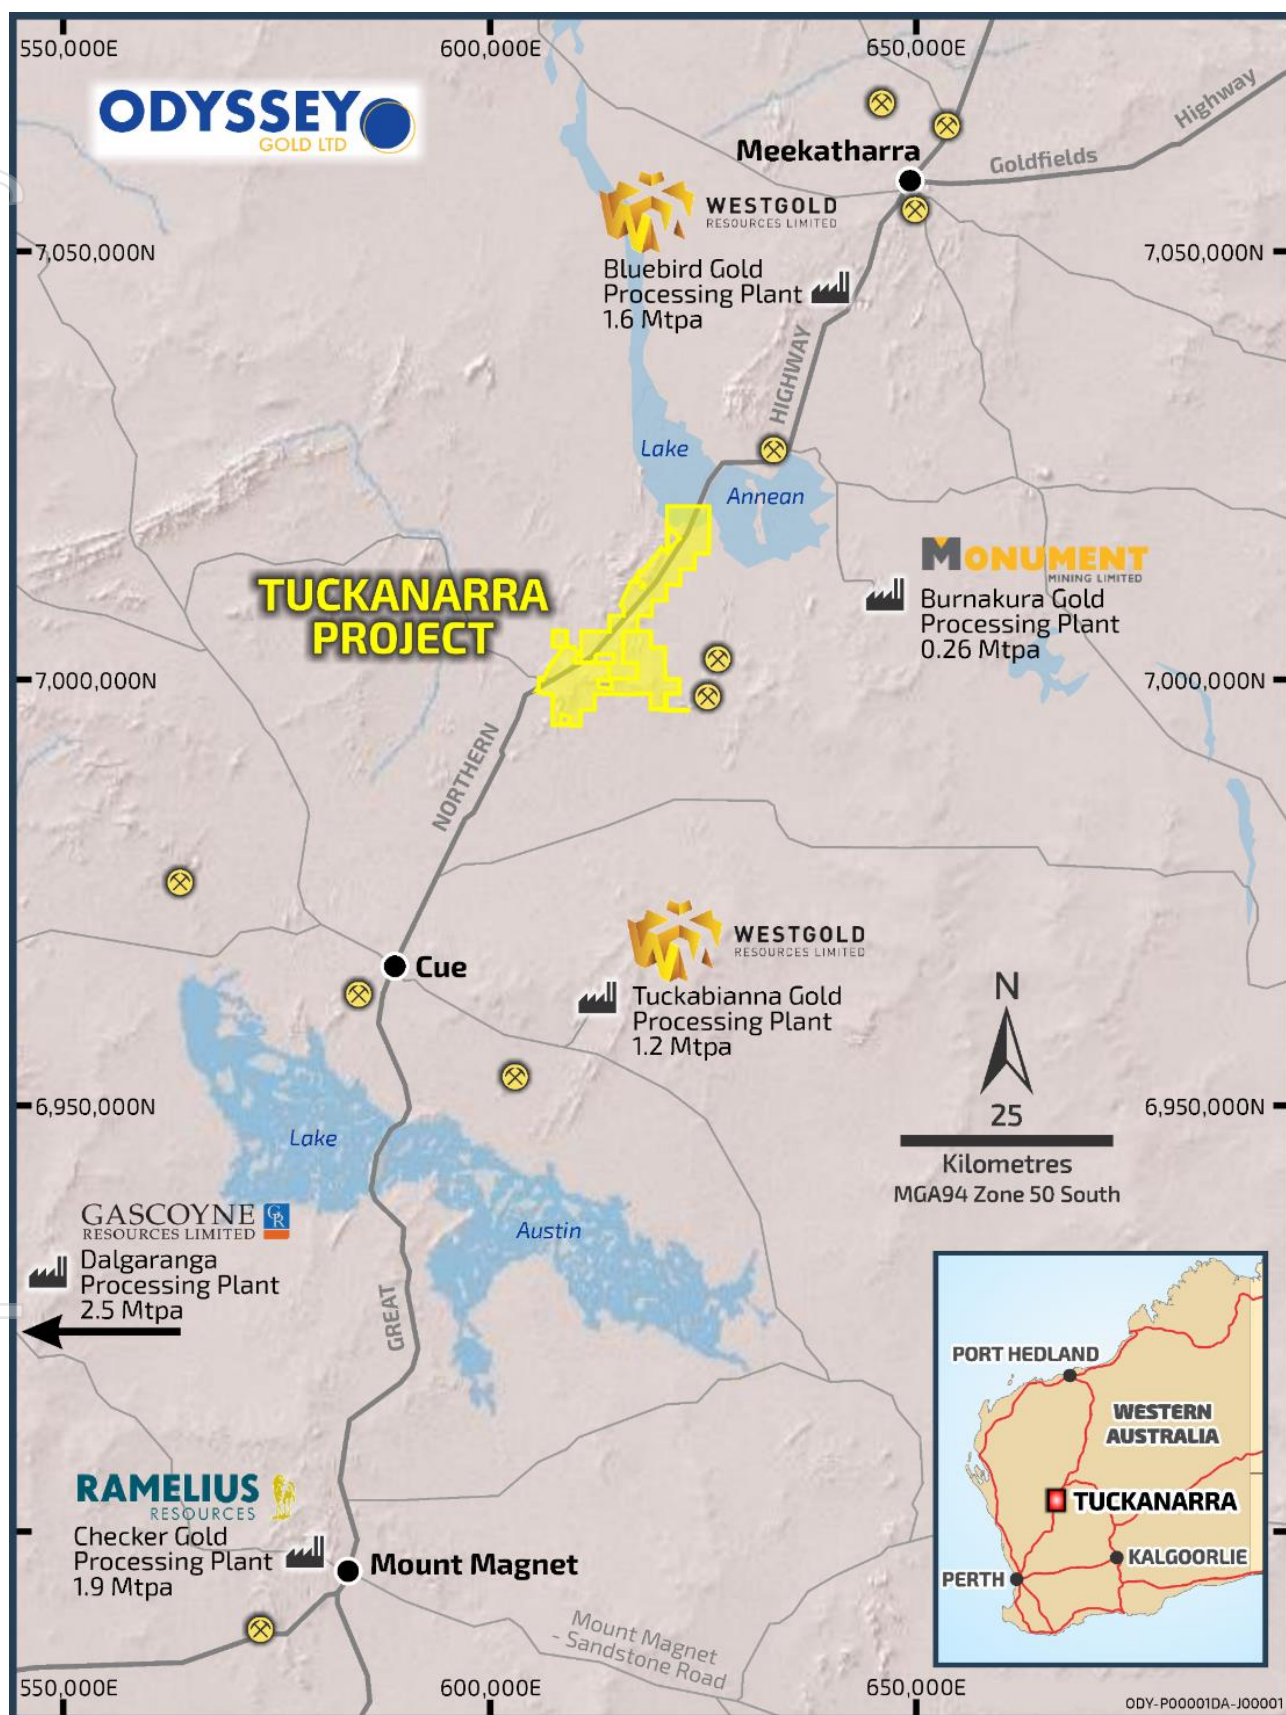 550,000E
600,000E
650,000E
ODYSSEY
GOLD LTD
Highway
Goldfields
Meekatharra
WESTGOLD
RESOURCES LIMITED
7,050,000N
7,050,000N
Bluebird Gold
Processing Plant
1.6 Mtpa
HIGHWAY
Lake
Annean
MONUMENT
MINING LIMITED
Burnakura Gold
Processing Plant
0.26 Mtpa
TUCKANARRA
PROJECT
7,000,000N
7,000,000N
NORTHERN
WESTGOLD
RESOURCES LIMITED
Cue
Tuckabianna Gold
Processing Plant
1.2 Mtpa
N
25
Kilometres
MGA94 Zone 50 South
6,950,000N
6,950,000N
Lake
Austin
GASCOYNE GR
RESOURCES LIMITED
Dalgaranga
Processing Plant
2.5 Mtpa
GREAT
PORT HEDLAND
WESTERN
AUSTRALIA
TUCKANARRA
KALGOORLIE
PERTH
RAMELIUS
RESOURCES
Checker Gold
Processing Plant
1.9 Mtpa
Mount Magnet
Mount Magnet
- Sandstone Road
550,000E
600,000E
650,000E
ODY-P00001DA-J00001